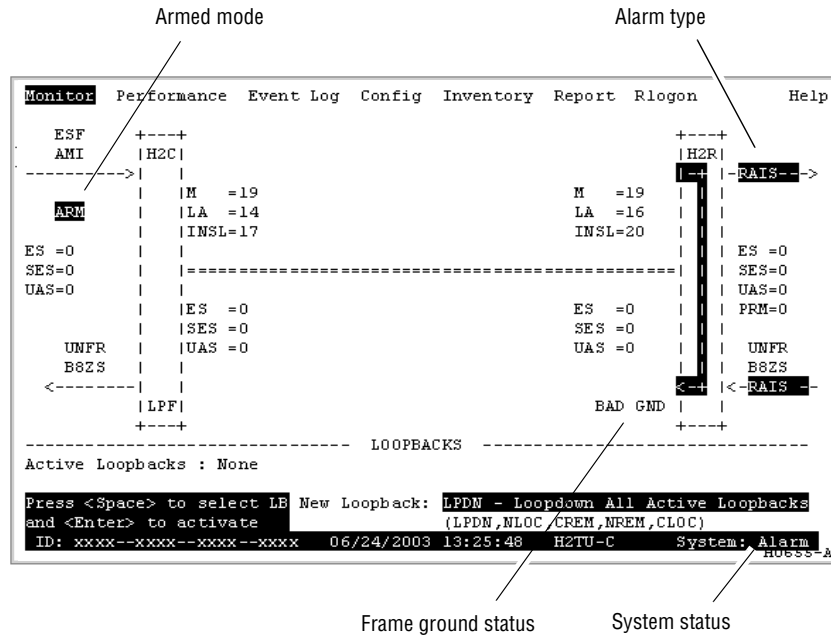 Armed mode Alarm type
Monitor Performance Event Log Config Inventory Report Rlogon Help
ESF +---+ +---+
AMI |H2C| |H2R|
------------>| | |-+| -RAIS-->
| |M =19 M =19 | | |
ARM | |LA =14 LA =16 | | |
| |INSL=17 INSL=20 | | |
ES =0 | | | | | ES =0
SES=0 | |========================================| | | SES=0
UAS=0 | | | | | UAS=0
| |ES =0 ES =0 | | | PRM=0
| |SES =0 SES =0 | | |
UNFR | |UAS =0 UAS =0 | | | UNFR
B8ZS | | | | | B8ZS
<---------| | <-+| <-RAIS --
|LPF| BAD GND | |
+---+ +---+
------------------------------- LOOPBACKS -------------------------------
Active Loopbacks : None
Press <Space> to select LB New Loopback: LPDN - Loopdown All Active Loopbacks
and <Enter> to activate (LPDN,NLOC,CREM,NREM,CLOC)
ID: xxxx--xxxx--xxxx--xxxx 06/24/2003 13:25:48 H2TU-C System: Alarm
Frame ground status System status